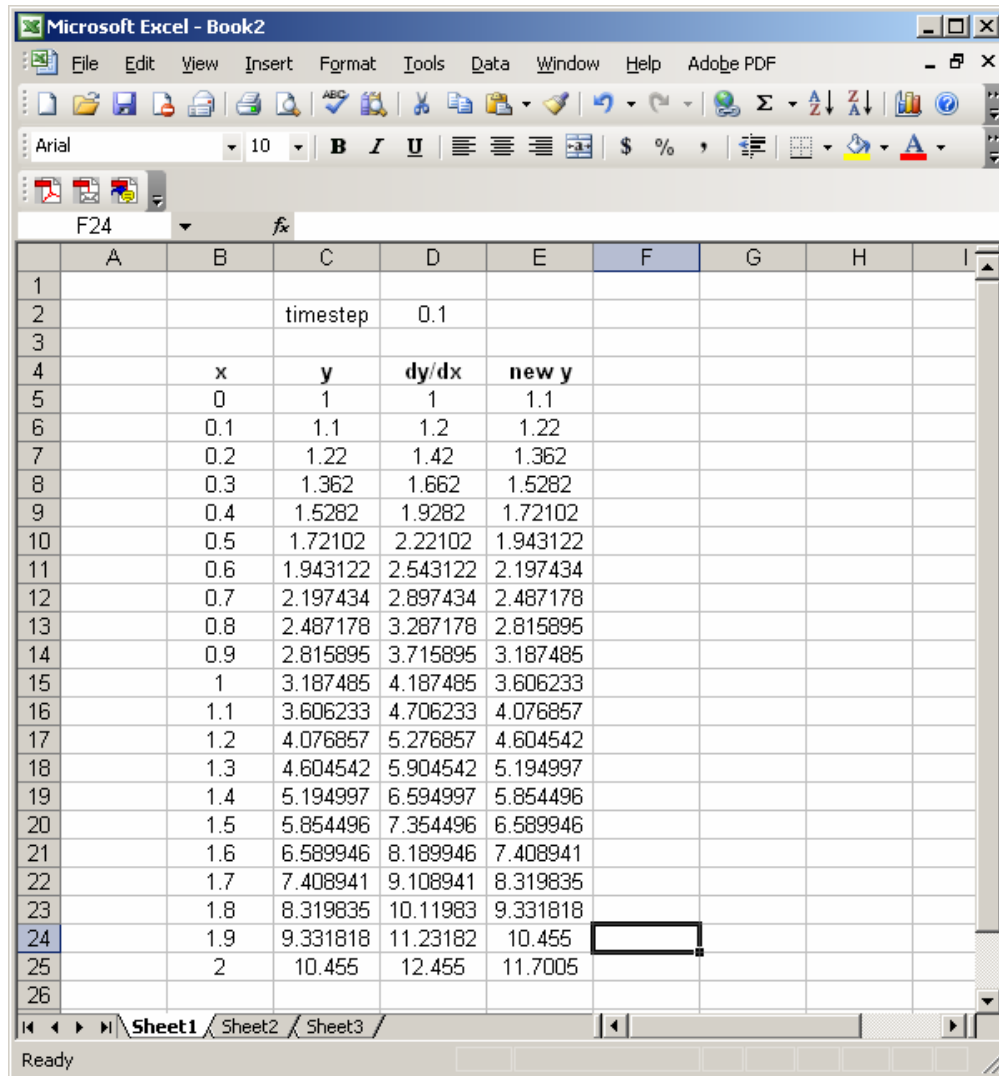 Microsoft Excel - Book2
File Edit View Insert Format Tools Data Window Help Adobe PDF
ABC Σ A Z Z A ?
Arial 10 B I U a $ % , A
F24 fx
A B C D E F G H I
1
2 timestep 0.1
3
4 x y dy/dx new y
5 0 1 1 1.1
6 0.1 1.1 1.2 1.22
7 0.2 1.22 1.42 1.362
8 0.3 1.362 1.662 1.5282
9 0.4 1.5282 1.9282 1.72102
10 0.5 1.72102 2.22102 1.943122
11 0.6 1.943122 2.543122 2.197434
12 0.7 2.197434 2.897434 2.487178
13 0.8 2.487178 3.287178 2.815895
14 0.9 2.815895 3.715895 3.187485
15 1 3.187485 4.187485 3.606233
16 1.1 3.606233 4.706233 4.076857
17 1.2 4.076857 5.276857 4.604542
18 1.3 4.604542 5.904542 5.194997
19 1.4 5.194997 6.594997 5.854496
20 1.5 5.854496 7.354496 6.589946
21 1.6 6.589946 8.189946 7.408941
22 1.7 7.408941 9.108941 8.319835
23 1.8 8.319835 10.11983 9.331818
24 1.9 9.331818 11.23182 10.455
25 2 10.455 12.455 11.7005
26
Sheet1 Sheet2 Sheet3
Ready